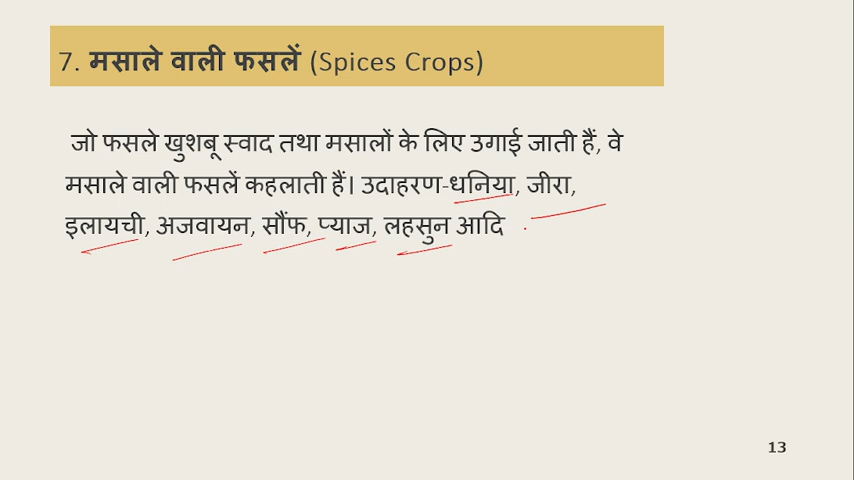 7. मसाले वाली फसलें (Spices Crops)
जो फसले खुशबू स्वाद तथा मसालों के लिए उगाई जाती हैं, वे
मसाले वाली फसलें कहलाती हैं। उदाहरण-धनिया, जीरा,
इलायची, अजवायन, सौंफ, प्याज, लहसुन आदि
13